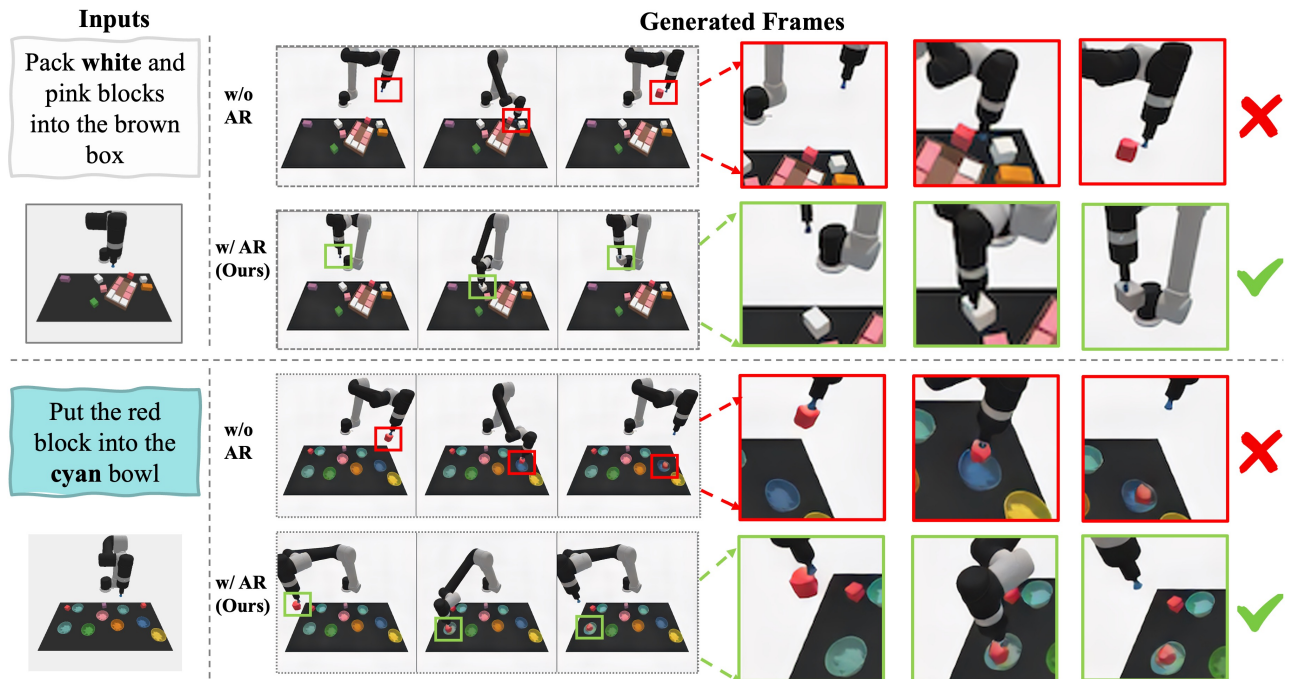 Inputs
Generated Frames
Pack white and
pink blocks
into the brown
box
w/o
AR
w/ AR
(Ours)
Put the red
block into the
cyan bowl
w/o
AR
w/ AR
(Ours)